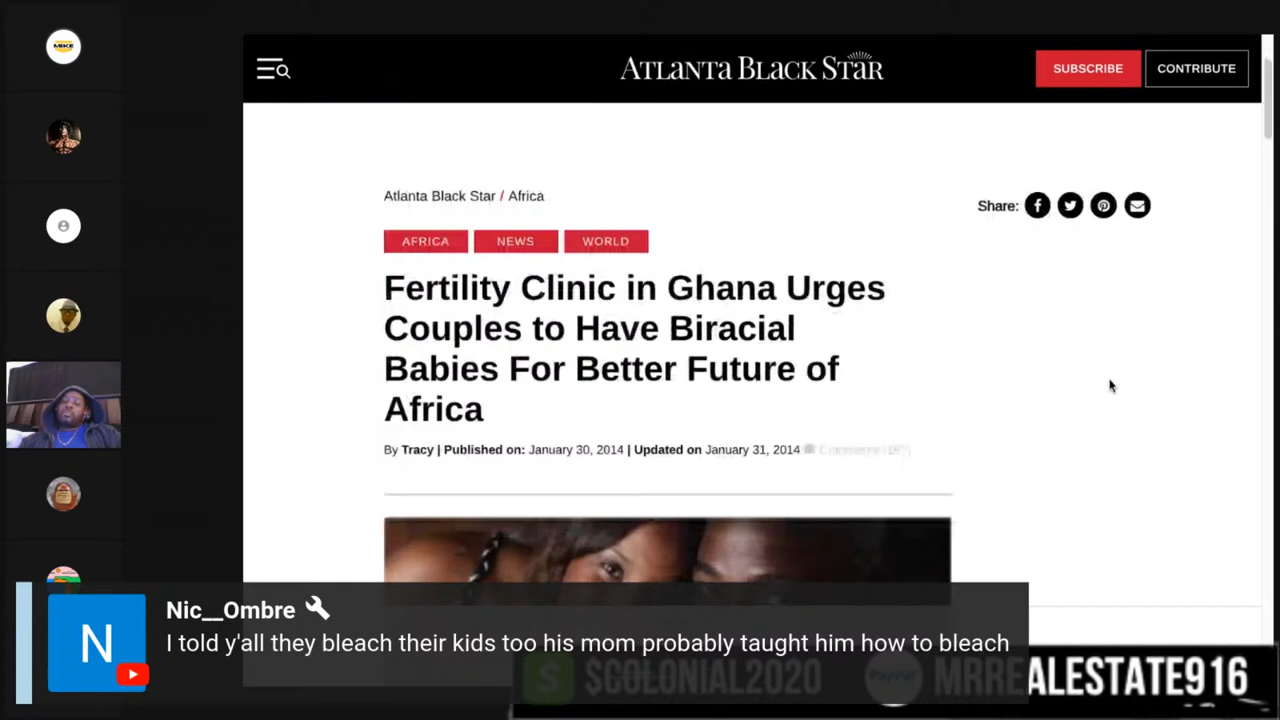 MIKE
ATLANTA BLACK STAR
SUBSCRIBE
CONTRIBUTE
Atlanta Black Star / Africa
Share:
AFRICA
NEWS
WORLD
Fertility Clinic in Ghana Urges
Couples to Have Biracial
Babies For Better Future of
Africa
By Tracy | Published on: January 30, 2014 | Updated on January 31, 2014
Nic__Ombre
N
I told y'all they bleach their kids too his mom probably taught him how to bleach
$COLONIAL2020
PayPal
MRREALESTATE916